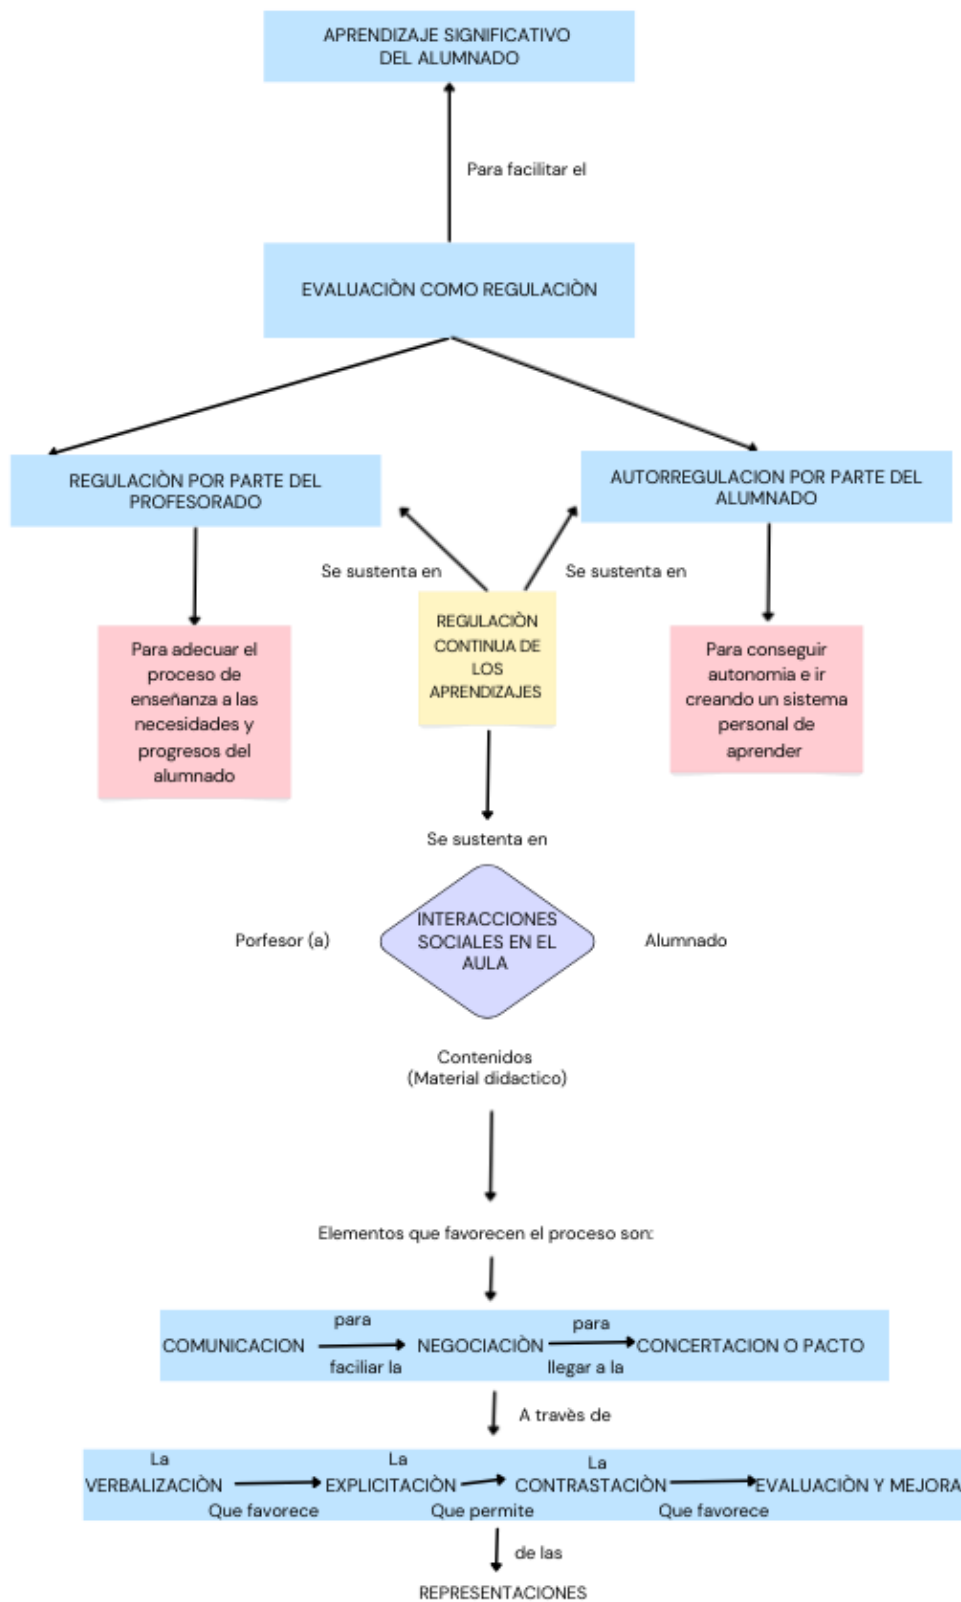 APRENDIZAJE SIGNIFICATIVO
DEL ALUMNADO
Para facilitar el
EVALUACIÒN COMO REGULACIÒN
REGULACIÒN POR PARTE DEL
PROFESORADO
AUTORREGULACION POR PARTE DEL
ALUMNADO
Se sustenta en
Se sustenta en
Para adecuar el
proceso de
enseñanza a las
necesidades y
progresos del
alumnado
REGULACIÒN
CONTINUA DE
LOS
APRENDIZAJES
Para conseguir
autonomia e ir
creando un sistema
personal de
aprender
Se sustenta en
Porfesor (a)
INTERACCIONES
SOCIALES EN EL
AULA
Alumnado
Contenidos
(Material didactico)
Elementos que favorecen el proceso son:
para
para
COMUNICACION
NEGOCIACIÒN
CONCERTACION O PACTO
faciliar la
llegar a la
A travès de
La
La
La
VERBALIZACIÒN
EXPLICITACIÒN
CONTRASTACIÒN
EVALUACIÒN Y MEJORA
Que favorece
Que permite
Que favorece
de las
REPRESENTACIONES